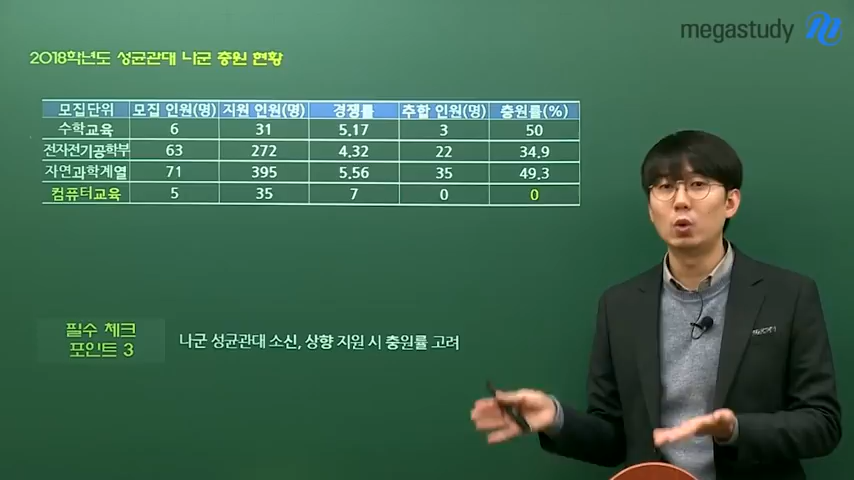 megastudy
2018학년도 성균관대 나군 충원 현황
모집단위 모집 인원(명) 지원 인원(명) 경쟁률 추합 인원(명) 충원률(%)
수학교육 6 31 5.17 3 50
전자전기공학부 63 272 4.32 22 34.9
자연과학계열 71 395 5.56 35 49.3
컴퓨터교육 5 35 7 0 0
필수 체크
포인트 3
나군 성균관대 소신, 상향 지원 시 충원률 고려